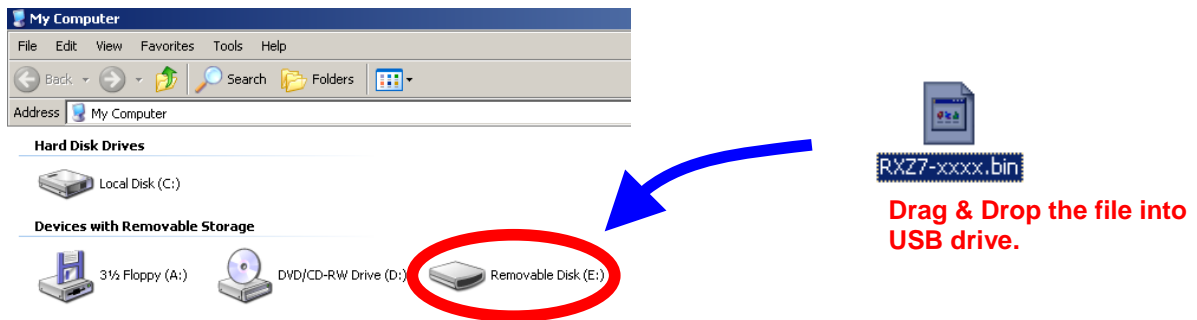 My Computer
File Edit View Favorites Tools Help
Back Search Folders
Address My Computer
Hard Disk Drives
Local Disk (C:)
Devices with Removable Storage
3½ Floppy (A:) DVD/CD-RW Drive (D:) Removable Disk (E:)
RXZ7-xxxx.bin
Drag & Drop the file into
USB drive.